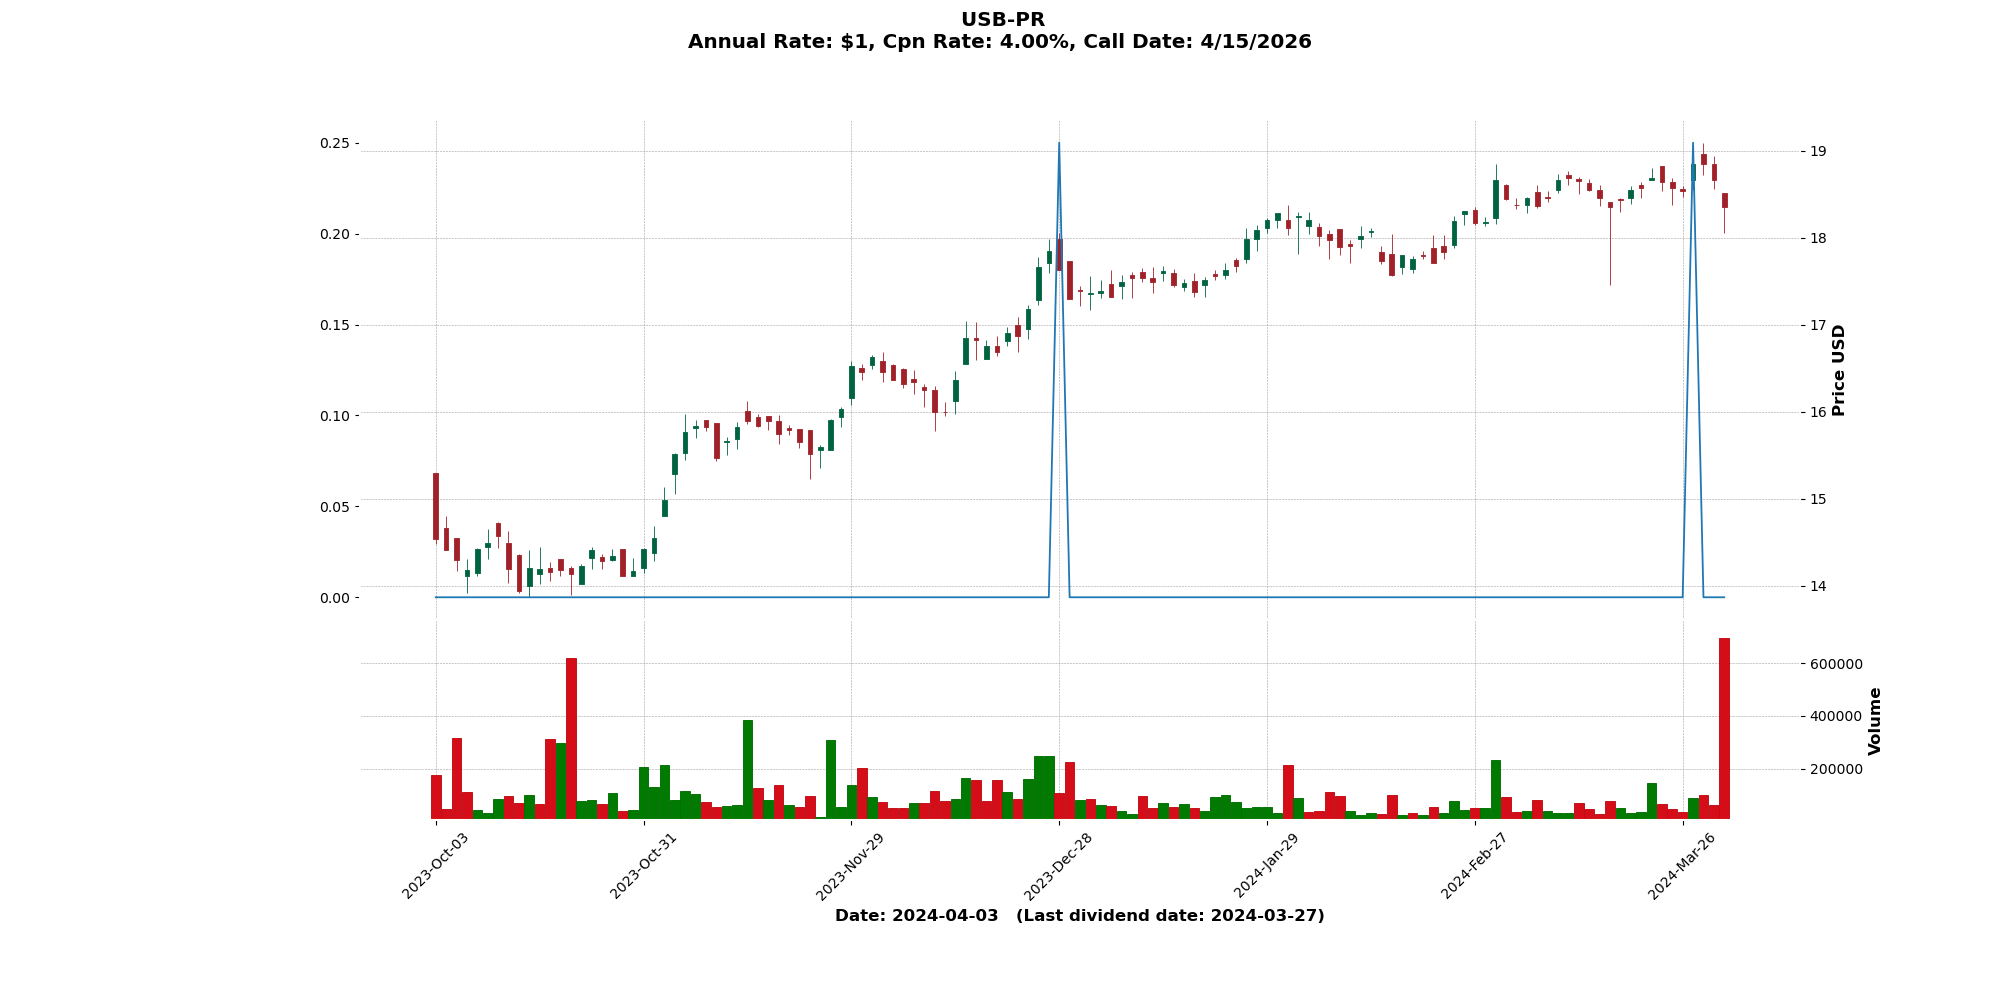 USB-PR
Annual Rate: $1, Cpn Rate: 4.00%, Call Date: 4/15/2026
0.25
0.20
0.15
0.10
0.05
0.00
19
18
17
16
15
14
Price USD
600000
400000
200000
Volume
2023-Oct-03
2023-Oct-31
2023-Nov-29
2023-Dec-28
2024-Jan-29
2024-Feb-27
2024-Mar-26
Date: 2024-04-03 (Last dividend date: 2024-03-27)